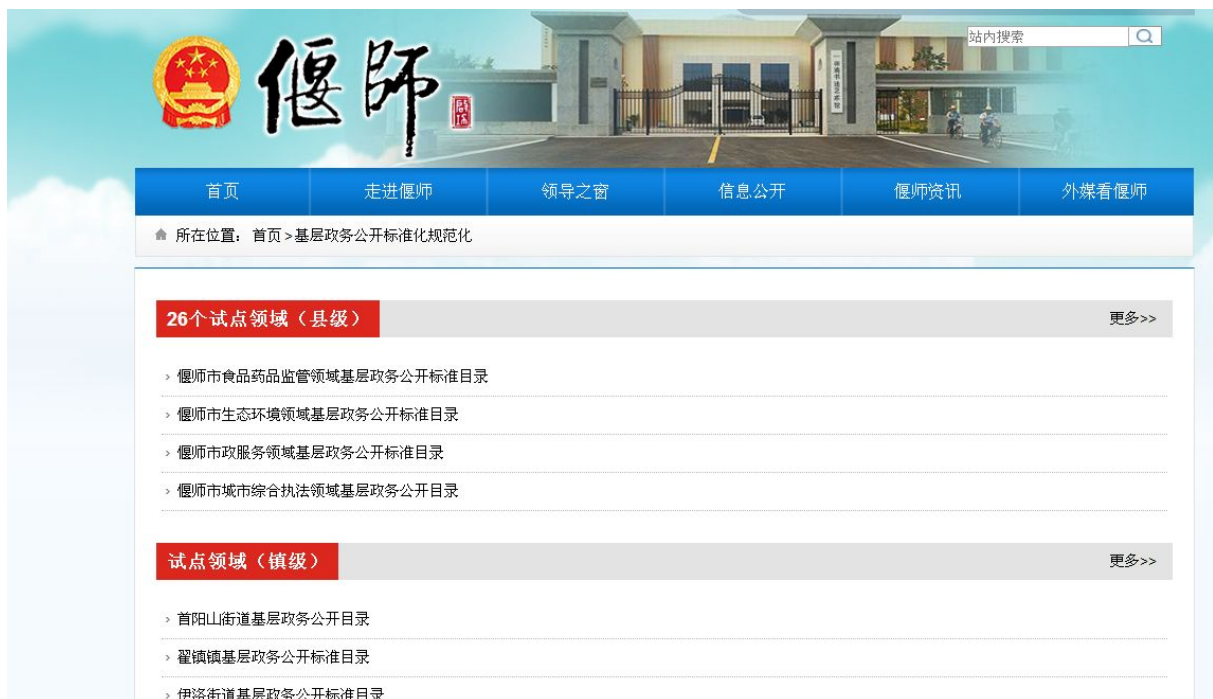 偃師
站内搜索
首页 走进偃师 领导之窗 信息公开 偃师资讯 外媒看偃师
所在位置：首页>基层政务公开标准化规范化
26个试点领域（县级） 更多>>
› 偃师市食品药品监管领域基层政务公开标准目录
› 偃师市生态环境领域基层政务公开标准目录
› 偃师市政服务领域基层政务公开标准目录
› 偃师市城市综合执法领域基层政务公开目录
试点领域（镇级） 更多>>
› 首阳山街道基层政务公开目录
› 翟镇镇基层政务公开标准目录
› 伊洛街道基层政务公开标准目录